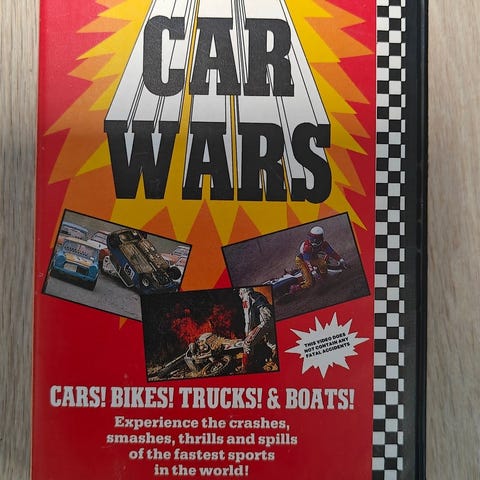 CAR
WARS
THIS VIDEO DOES
NOT CONTAIN ANY
FATAL ACCIDENTS
CARS! BIKES! TRUCKS! & BOATS!
Experience the crashes,
smashes, thrills and spills
of the fastest sports
in the world!